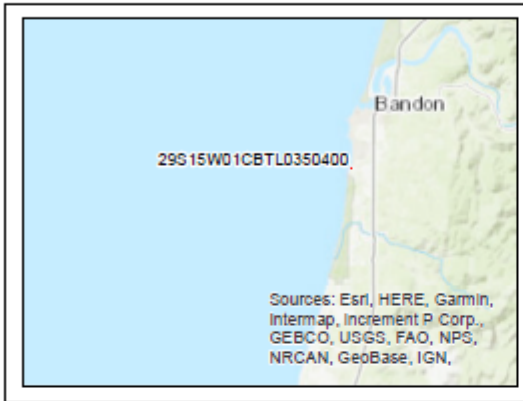 Bandon
29S15W01CBTL0350400
Sources: Esri, HERE, Garmin,
Intermap, increment P Corp.,
GEBCO, USGS, FAO, NPS,
NRCAN, GeoBase, IGN,